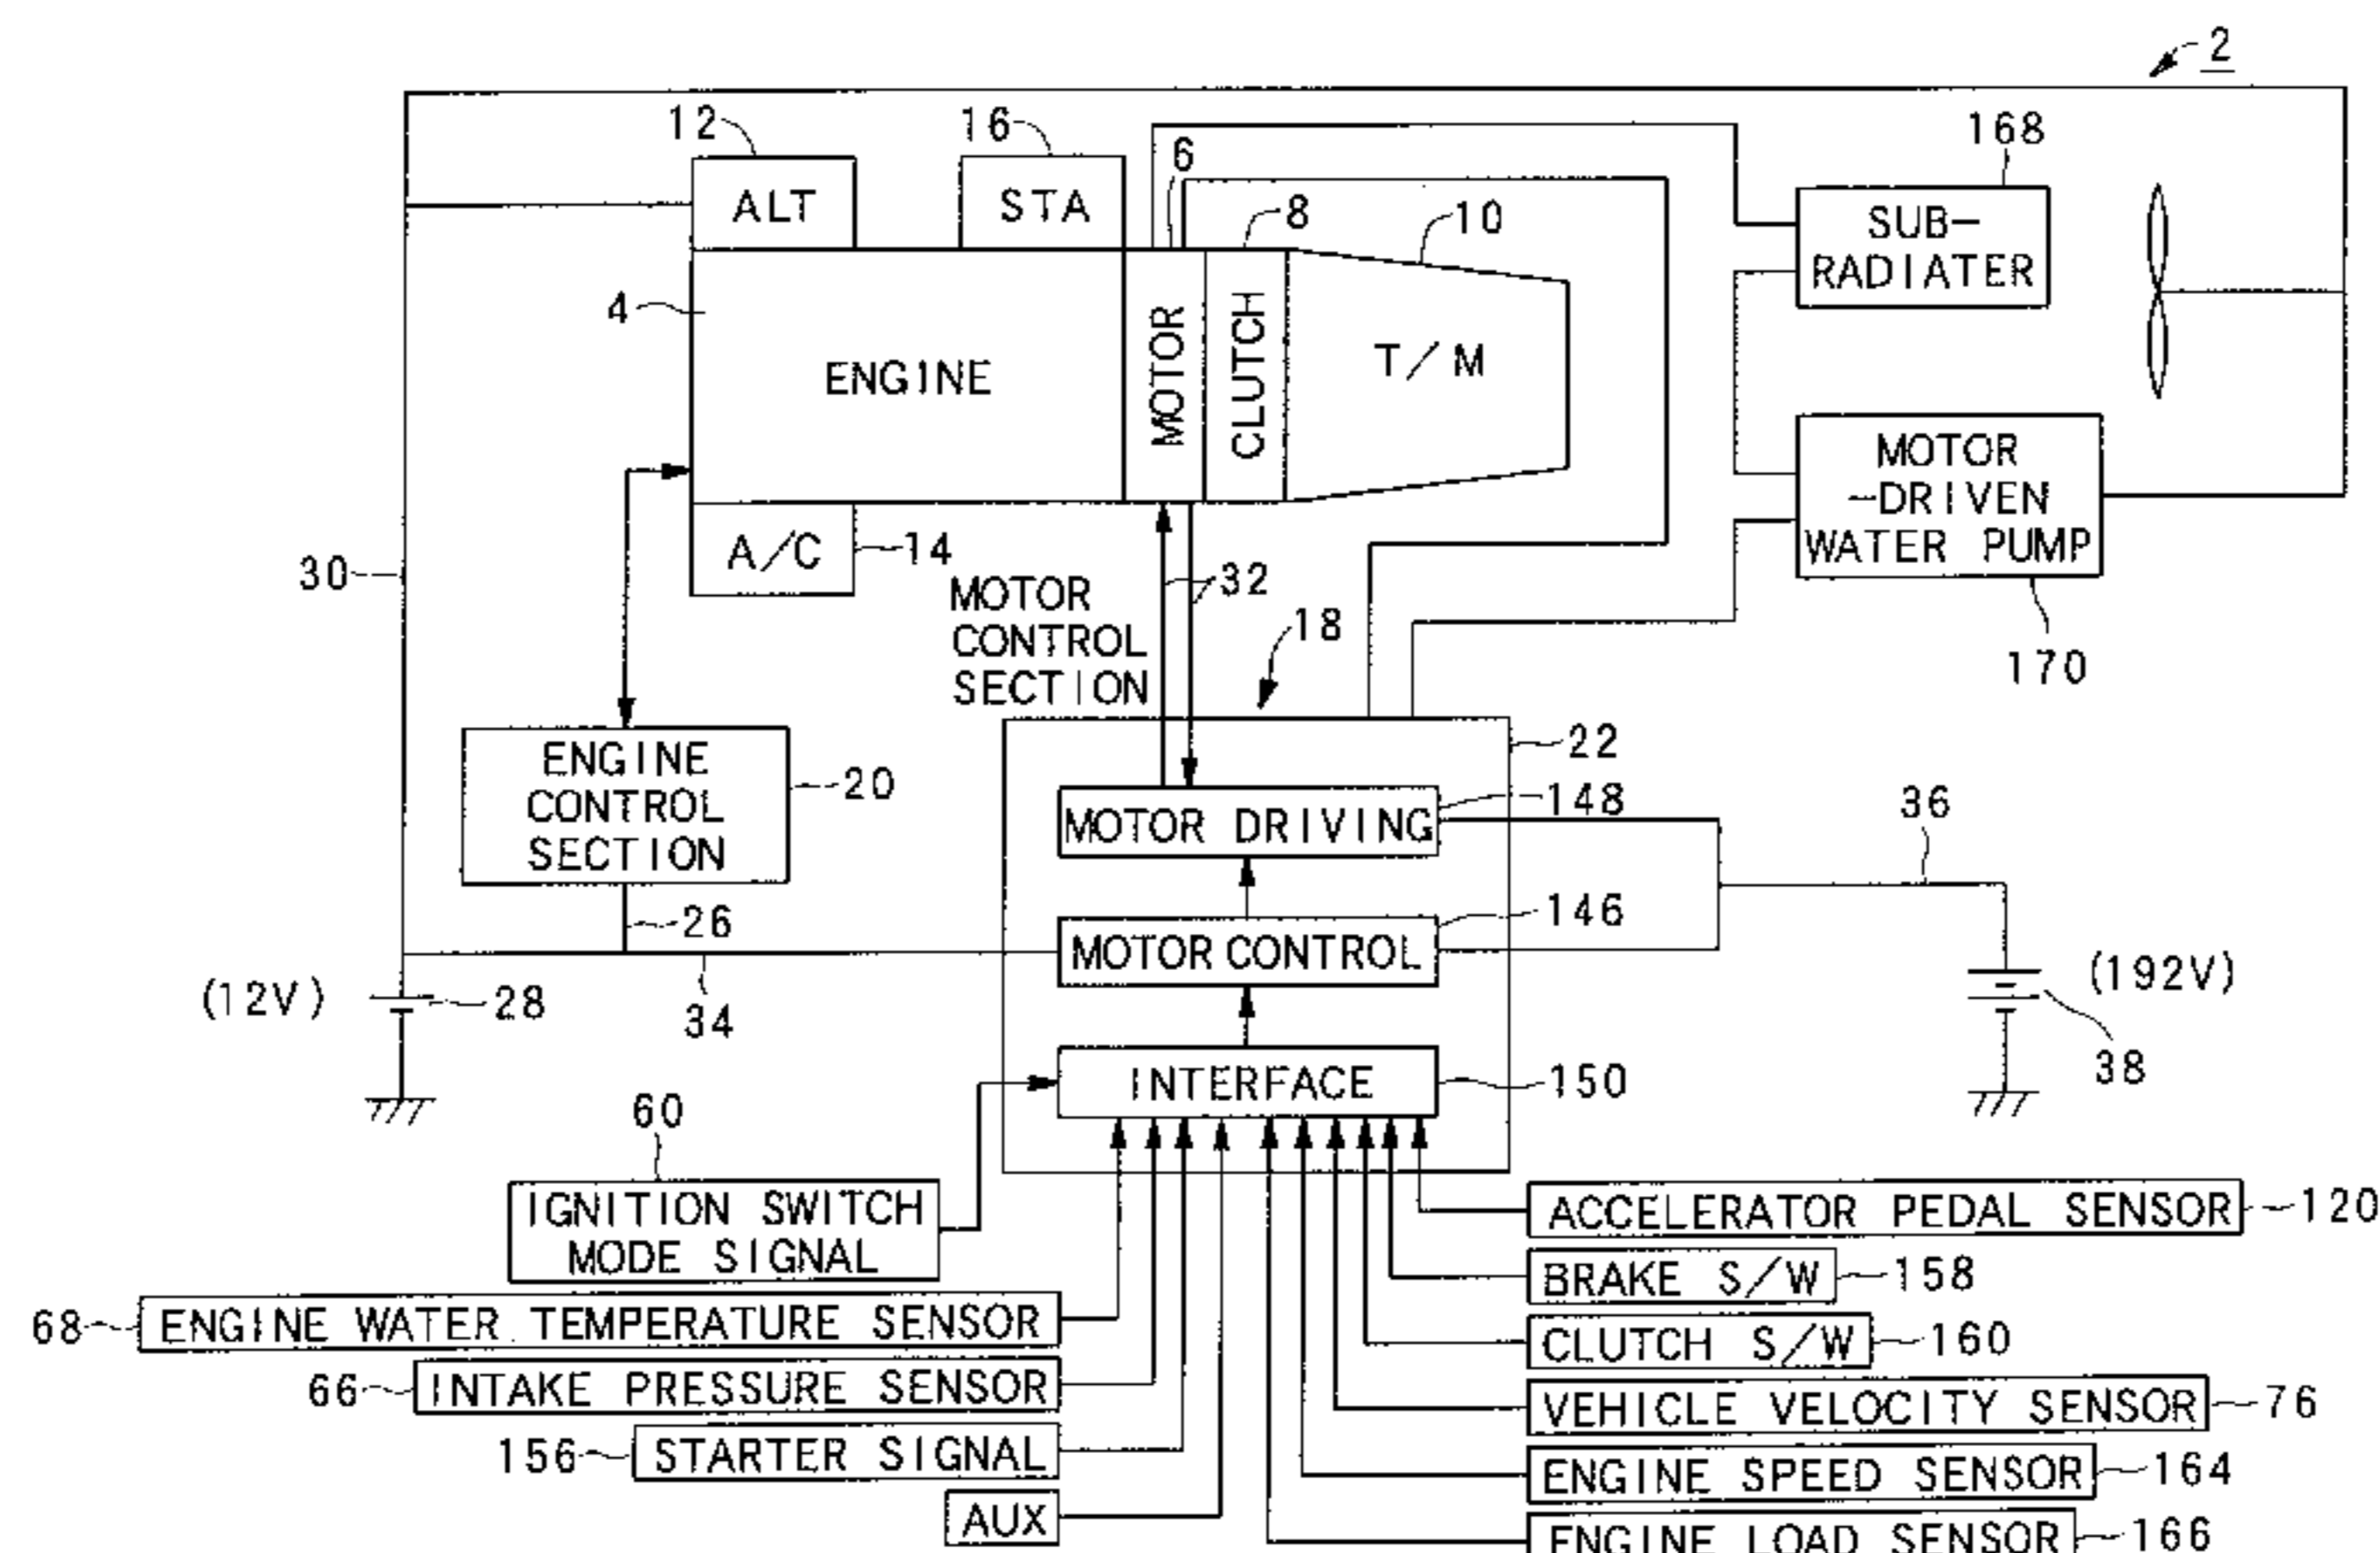 2
12
16
6
168
ALT
STA
8
10
SUB-
RADIATER
4
ENGINE
MOTOR
CLUTCH
T/M
MOTOR
-DRIVEN
WATER PUMP
A/C
14
30
32
MOTOR
CONTROL
SECTION
18
170
22
ENGINE
CONTROL
SECTION
20
MOTOR DRIVING
148
36
26
MOTOR CONTROL
146
(12V)
28
34
(192V)
38
INTERFACE
150
60
IGNITION SWITCH
MODE SIGNAL
ACCELERATOR PEDAL SENSOR
120
BRAKE S/W
158
68
ENGINE WATER TEMPERATURE SENSOR
CLUTCH S/W
160
66
INTAKE PRESSURE SENSOR
VEHICLE VELOCITY SENSOR
76
156
STARTER SIGNAL
ENGINE SPEED SENSOR
164
AUX
ENGINE LOAD SENSOR
166